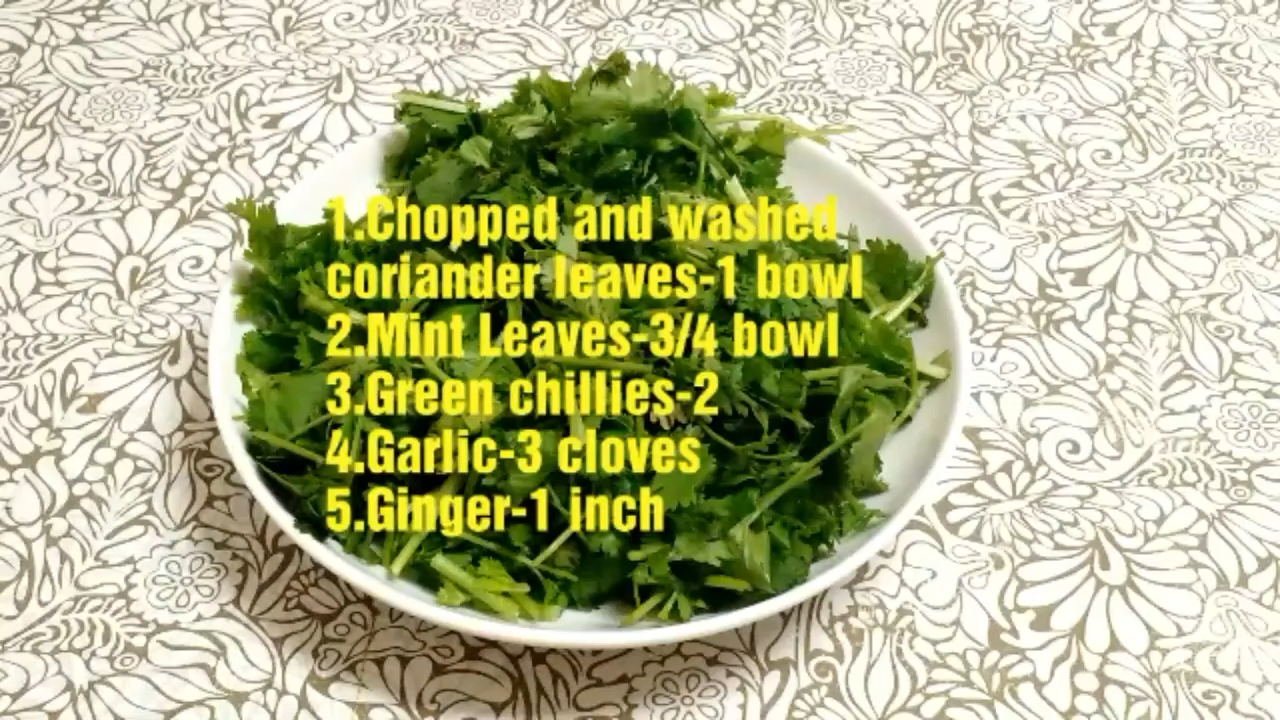 1.Chopped and washed
coriander leaves-1 bowl
2.Mint Leaves-3/4 bowl
3.Green chillies-2
4.Garlic-3 cloves
5.Ginger-1 inch